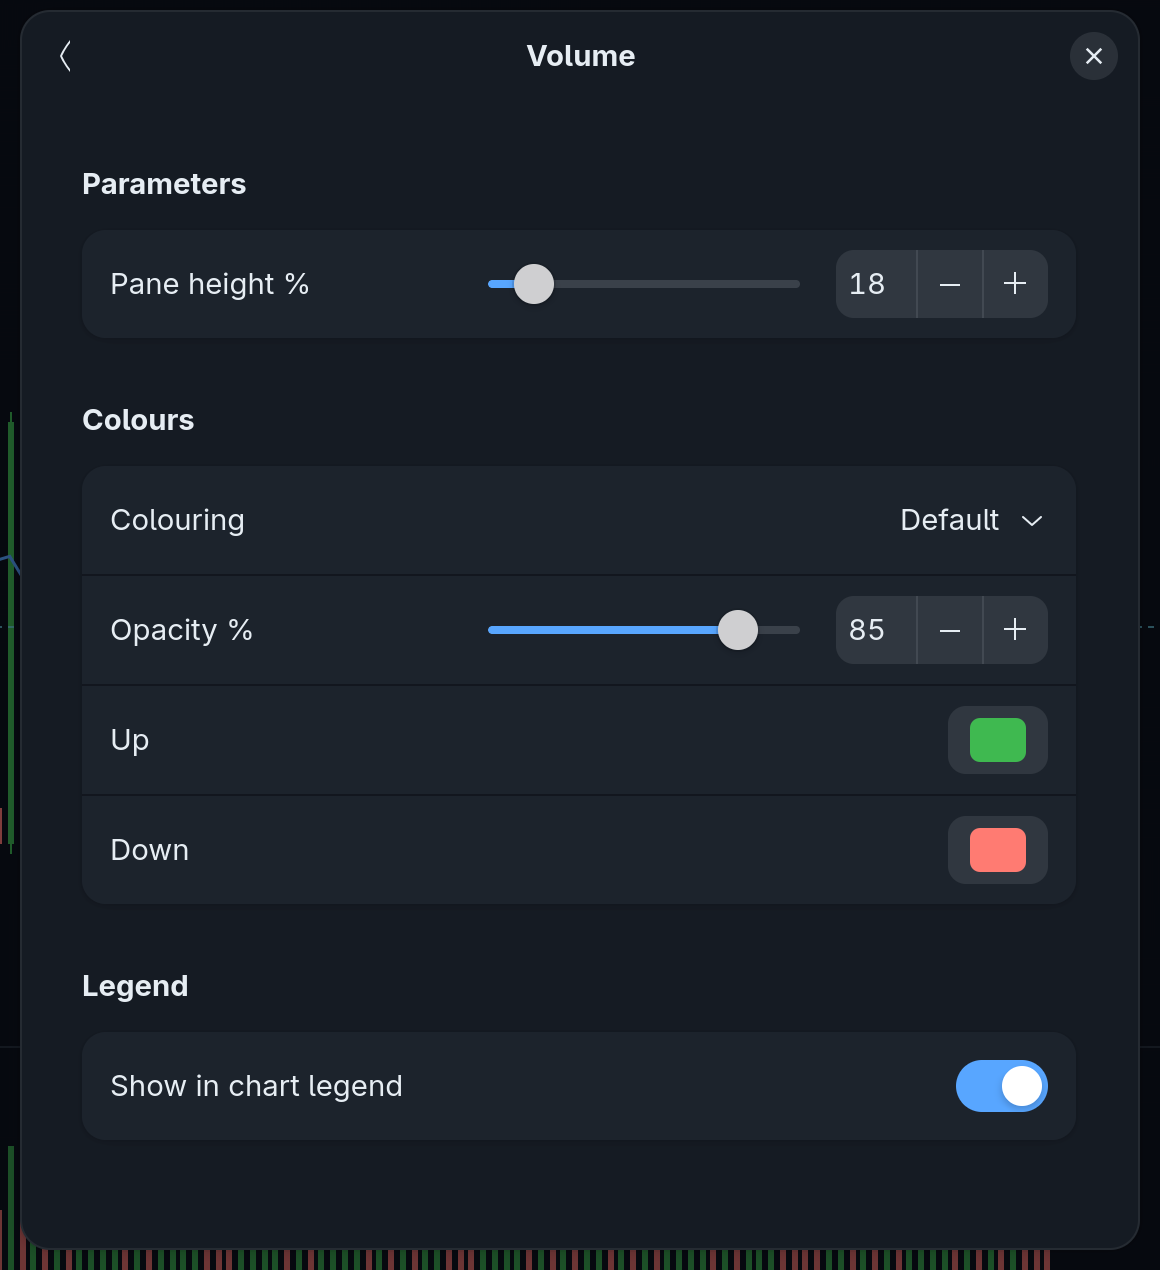 Volume
Parameters
Pane height %
18
Colours
Colouring
Default
Opacity %
85
Up
Down
Legend
Show in chart legend